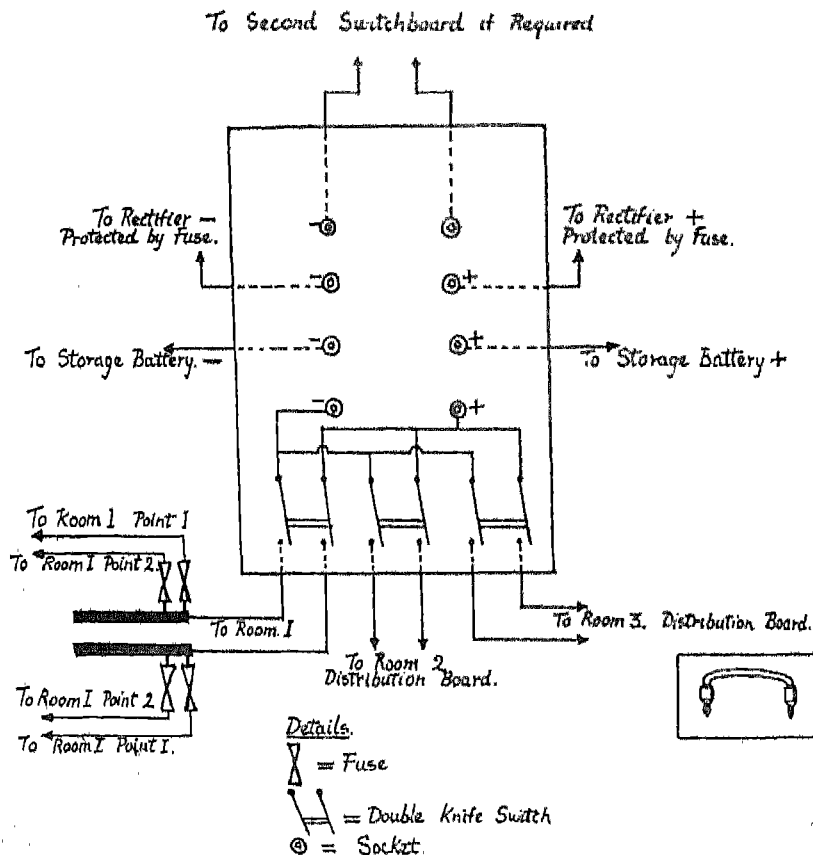 To Second Switchboard if Required
To Rectifier –
Protected by Fuse.
To Rectifier +
Protected by Fuse.
–
–
+
To Storage Battery. –
–
+
To Storage Battery +
–
+
To Room 1 Point I
To Room I Point 2.
To Room I
To Room I Point 2
To Room I Point I.
To Room 2
Distribution Board.
To Room 3. Distribution Board.
Details.
= Fuse
= Double Knife Switch
= Socket.